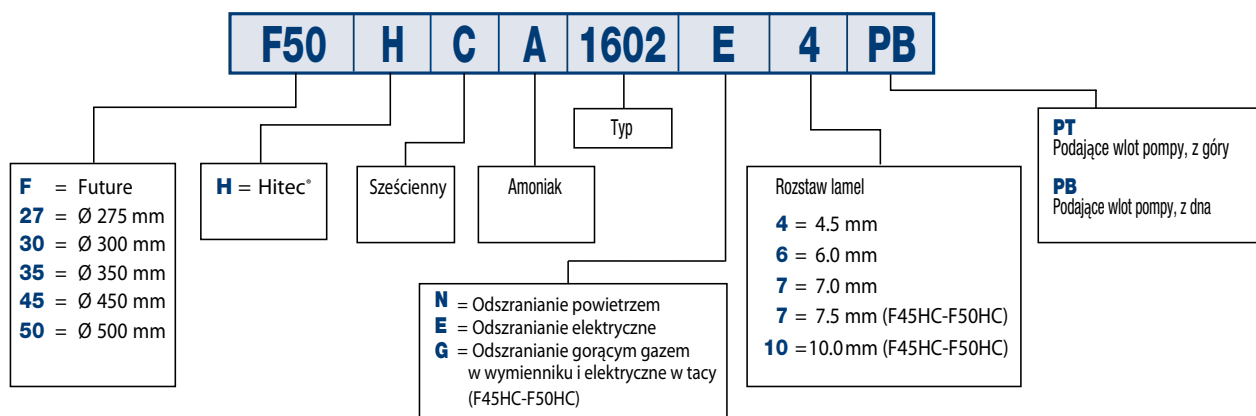 F50 H C A 1602 E 4 PB
Typ
F = Future
27 = Ø 275 mm
30 = Ø 300 mm
35 = Ø 350 mm
45 = Ø 450 mm
50 = Ø 500 mm
H = Hitec®
Sześcienny
Amoniak
N = Odszranianie powietrzem
E = Odszranianie elektryczne
G = Odszranianie gorącym gazem
w wymienniku i elektryczne w tacy
(F45HC-F50HC)
Rozstaw lamel
4 = 4.5 mm
6 = 6.0 mm
7 = 7.0 mm
7 = 7.5 mm (F45HC-F50HC)
10 =10.0 mm (F45HC-F50HC)
PT
Podające wlot pompy, z góry
PB
Podające wlot pompy, z dna